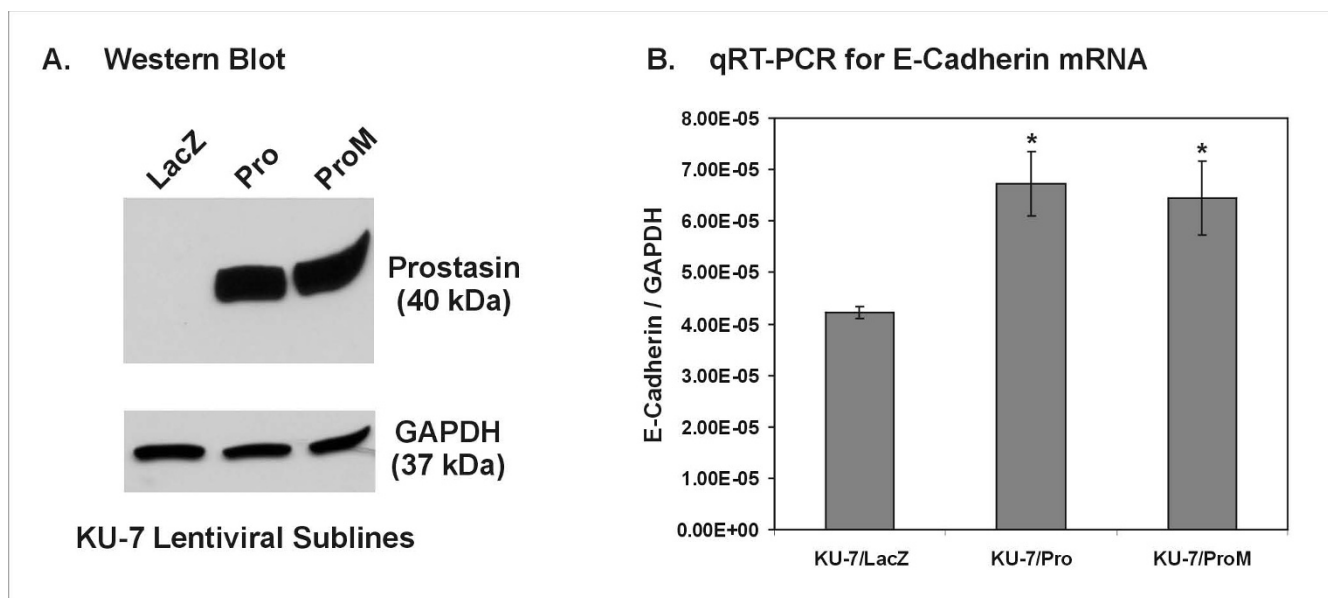 A. Western Blot
LacZ
Pro
ProM
Prostasin
(40 kDa)
GAPDH
(37 kDa)
KU-7 Lentiviral Sublines
B. qRT-PCR for E-Cadherin mRNA
E-Cadherin / GAPDH
8.00E-05
7.00E-05
6.00E-05
5.00E-05
4.00E-05
3.00E-05
2.00E-05
1.00E-05
0.00E+00
*
*
KU-7/LacZ
KU-7/Pro
KU-7/ProM